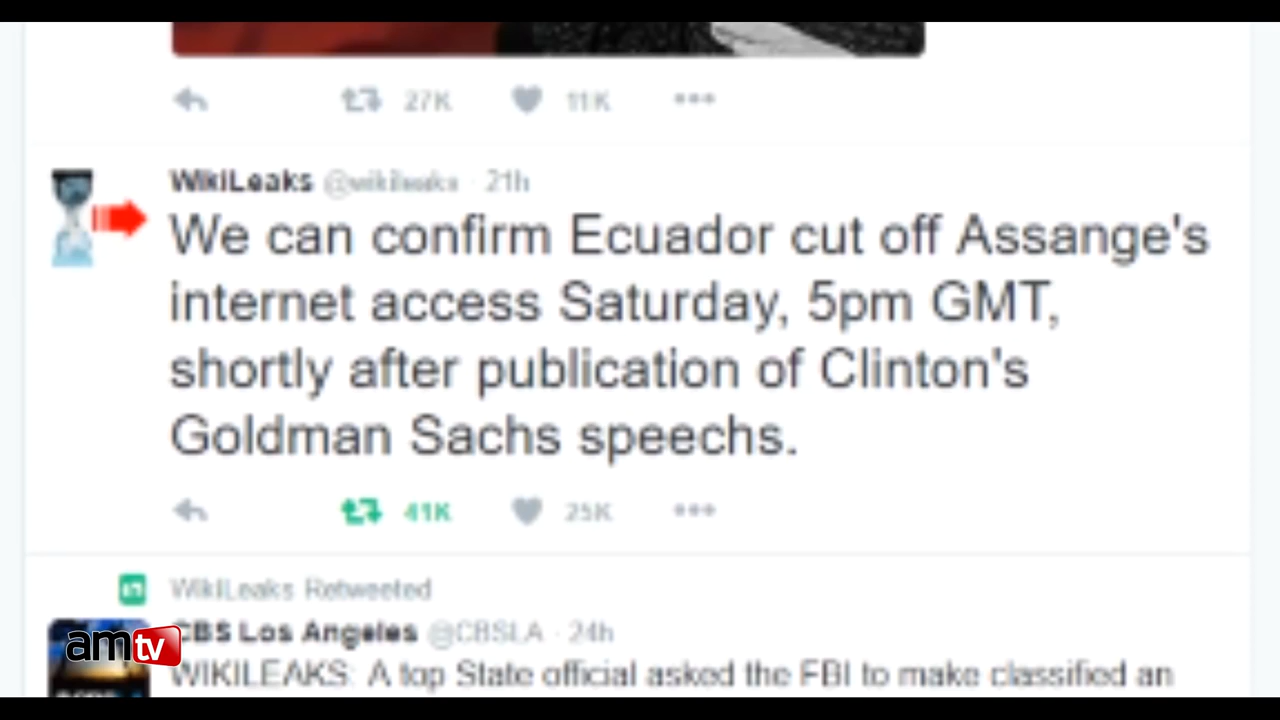 27K 11K •••
WikiLeaks @wikileaks · 21h
We can confirm Ecuador cut off Assange's
internet access Saturday, 5pm GMT,
shortly after publication of Clinton's
Goldman Sachs speechs.
41K 25K •••
WikiLeaks Retweeted
CBS Los Angeles @CBSLA · 24h
WIKILEAKS: A top State official asked the FBI to make classified an
amtv